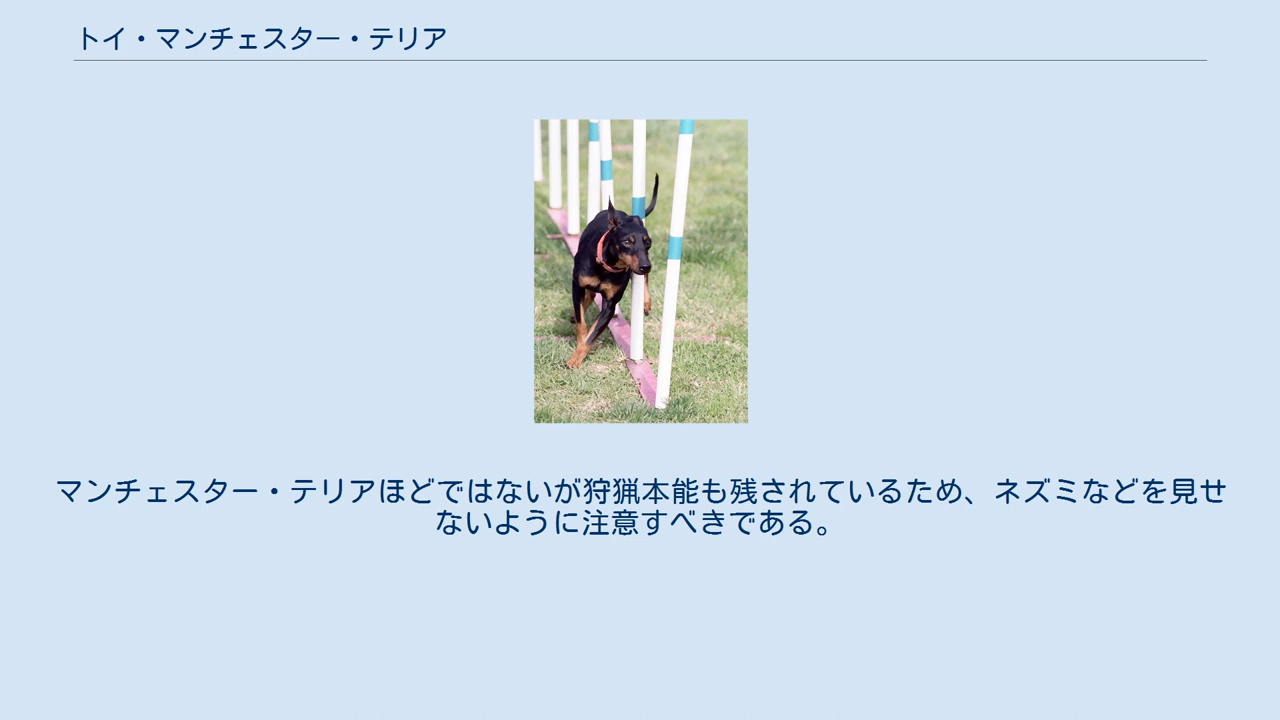 トイ・マンチェスター・テリア
マンチェスター・テリアほどではないが狩猟本能も残されているため、ネズミなどを見せ
ないように注意すべきである。